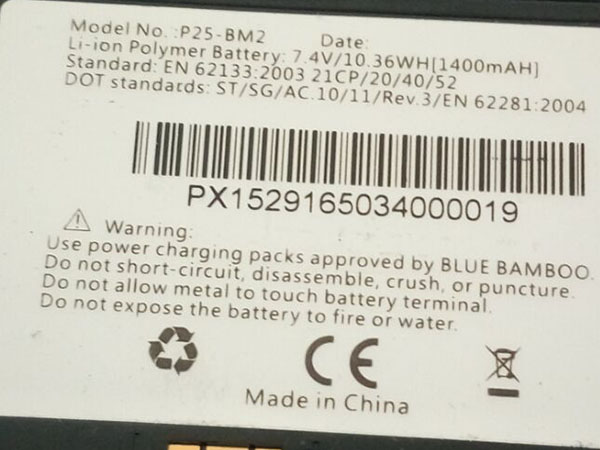 Model No. :P25-BM2 Date:
Li-ion Polymer Battery: 7.4V/10.36WH[1400mAH]
Standard: EN 62133:2003 21CP/20/40/52
DOT standards: ST/SG/AC.10/11/Rev.3/EN 62281:2004
PX1529165034000019
Warning:
Use power charging packs approved by BLUE BAMBOO.
Do not short-circuit, disassemble, crush, or puncture.
Do not allow metal to touch battery terminal.
Do not expose the battery to fire or water.
CE
Made in China